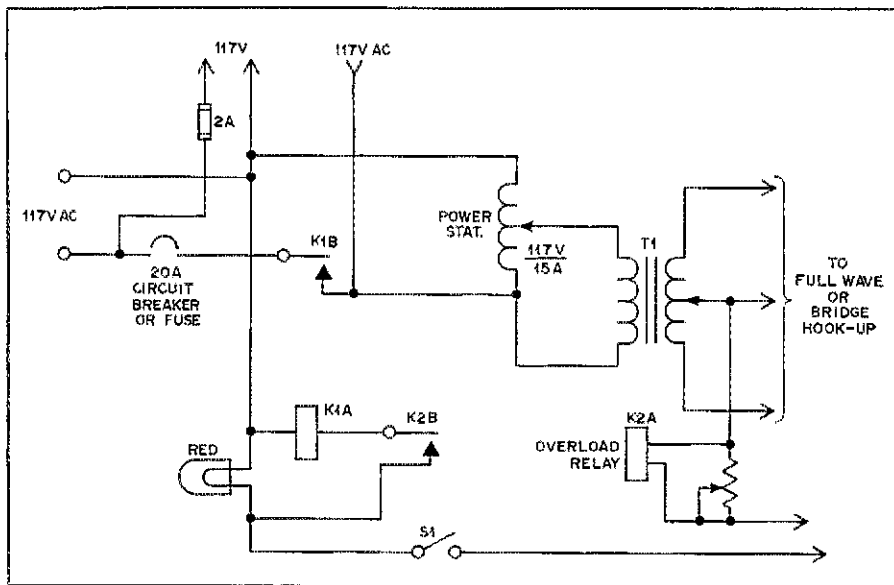 117V
117V AC
2A
117V AC
20A
CIRCUIT
BREAKER
OR FUSE
K1B
POWER
STAT.
117V
15A
T1
TO
FULL WAVE
OR
BRIDGE
HOOK-UP
K1A
K2B
RED
K2A
OVERLOAD
RELAY
S1